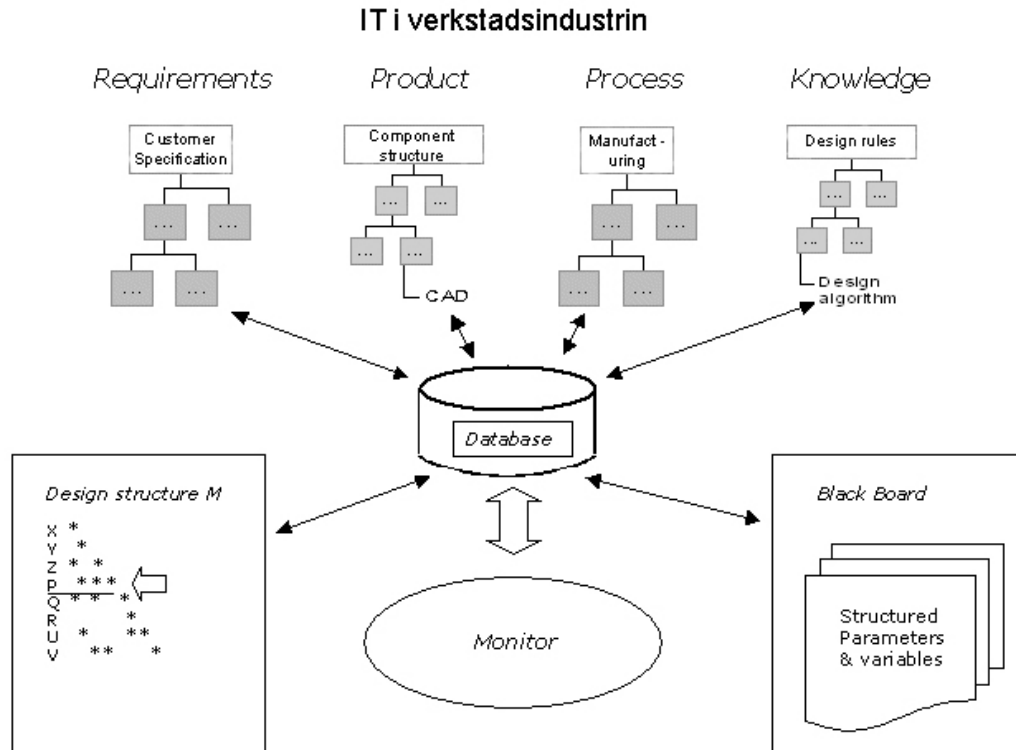 IT i verkstadsindustrin
Requirements
Product
Process
Knowledge
Customer
Specification
Component
structure
Manufact -
uring
Design rules
... ...
... ...
... ...
... ...
... ...
... ...
... ...
... ...
CAD
Design
algorithm
Database
Design structure M
X *
Y *
Z * *
P * * *
Q * * *
R *
U * * *
V * * *
Monitor
Black Board
Structured
Parameters
& variables